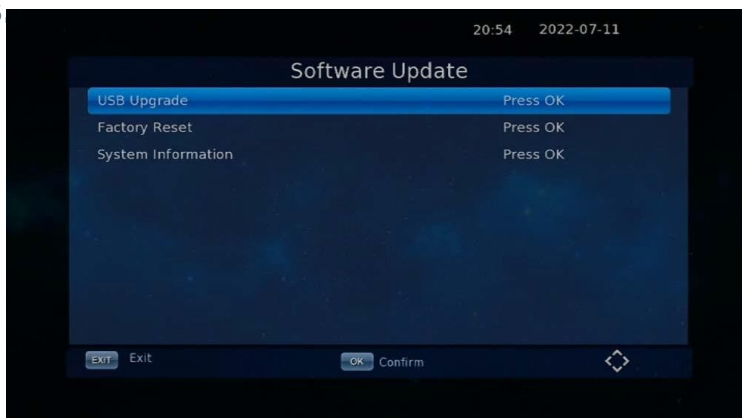 20:54 2022-07-11
Software Update
USB Upgrade Press OK
Factory Reset Press OK
System Information Press OK
EXIT Exit OK Confirm